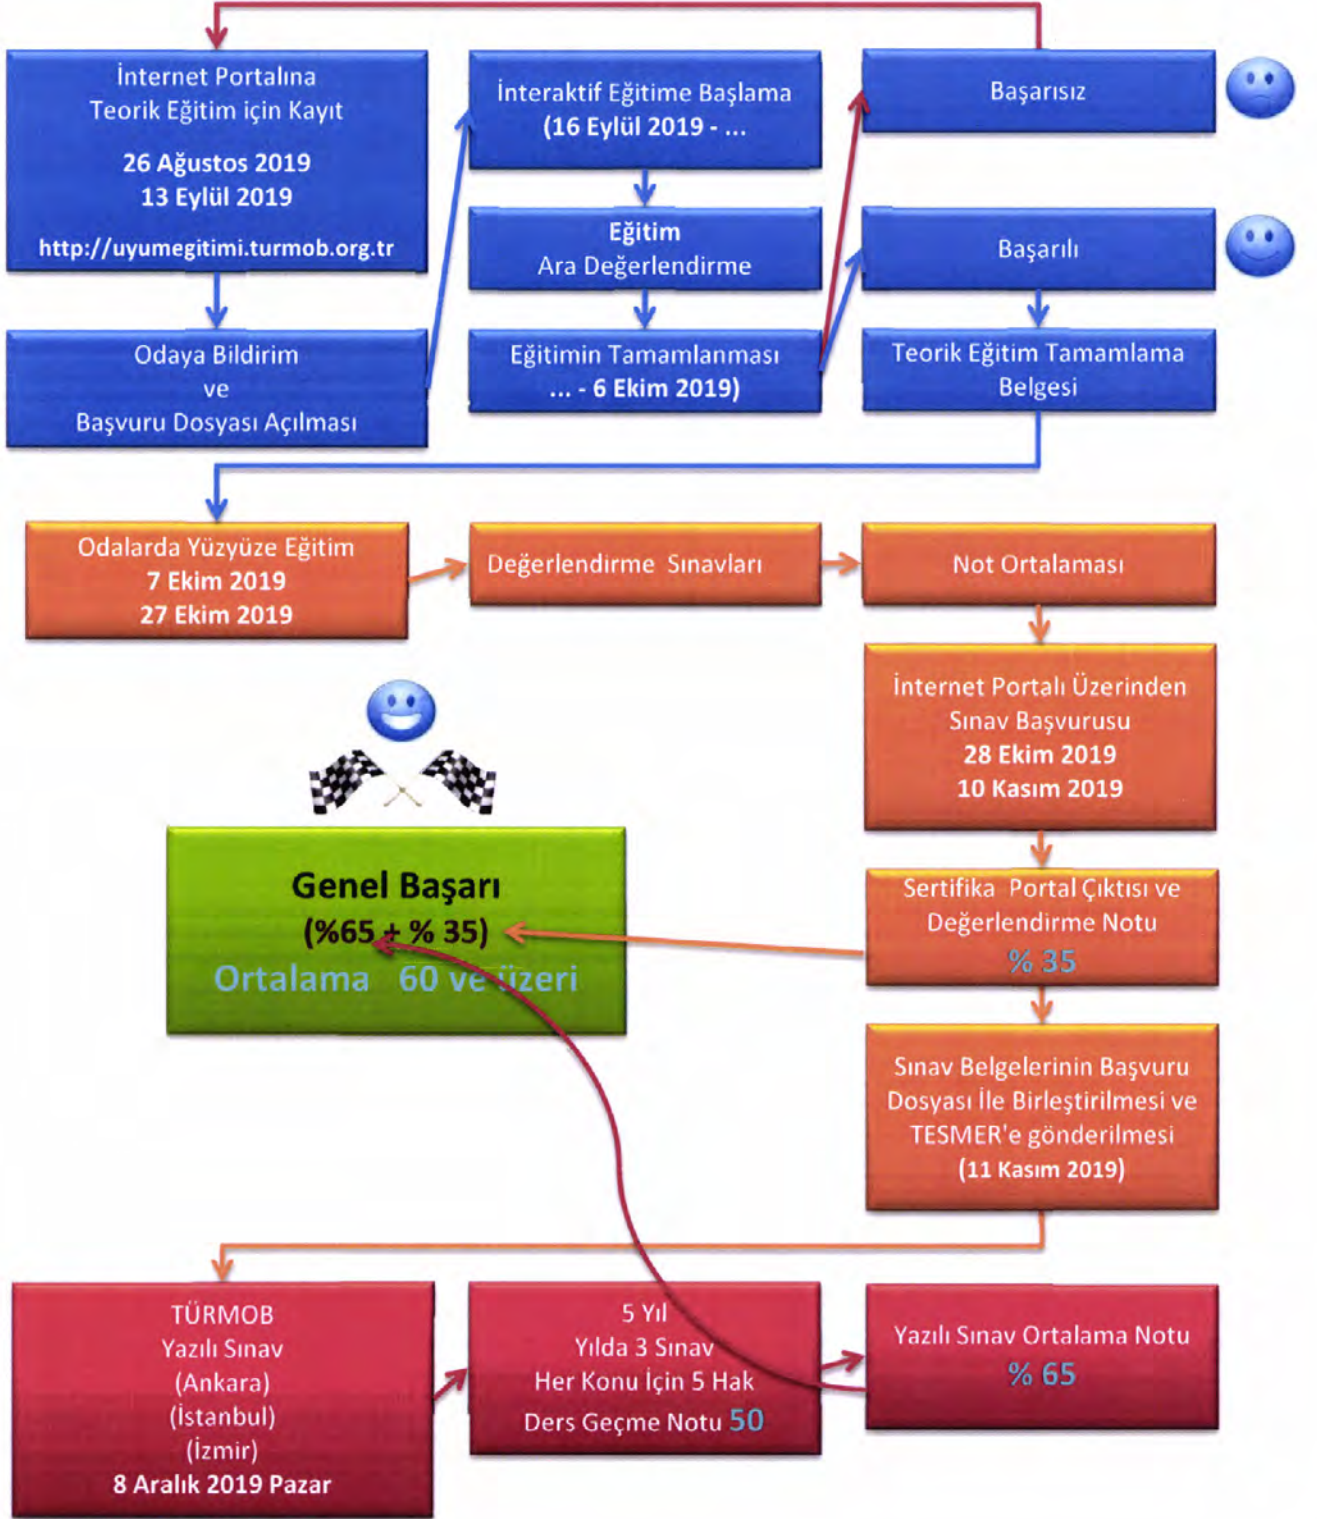 İnternet Portalına
Teorik Eğitim için Kayıt
26 Ağustos 2019
13 Eylül 2019
http://uyumegitimi.turmob.org.tr
Odaya Bildirim
ve
Başvuru Dosyası Açılması
İnteraktif Eğitime Başlama
(16 Eylül 2019 - ...
Eğitim
Ara Değerlendirme
Eğitimin Tamamlanması
... - 6 Ekim 2019)
Başarısız
Başarılı
Teorik Eğitim Tamamlama
Belgesi
Odalarda Yüzyüze Eğitim
7 Ekim 2019
27 Ekim 2019
Değerlendirme Sınavları
Not Ortalaması
İnternet Portalı Üzerinden
Sınav Başvurusu
28 Ekim 2019
10 Kasım 2019
Sertifika Portal Çıktısı ve
Değerlendirme Notu
% 35
Genel Başarı
(%65 + % 35)
Ortalama 60 ve üzeri
Sınav Belgelerinin Başvuru
Dosyası İle Birleştirilmesi ve
TESMER'e gönderilmesi
(11 Kasım 2019)
TÜRMOB
Yazılı Sınav
(Ankara)
(İstanbul)
(İzmir)
8 Aralık 2019 Pazar
5 Yıl
Yılda 3 Sınav
Her Konu İçin 5 Hak
Ders Geçme Notu 50
Yazılı Sınav Ortalama Notu
% 65